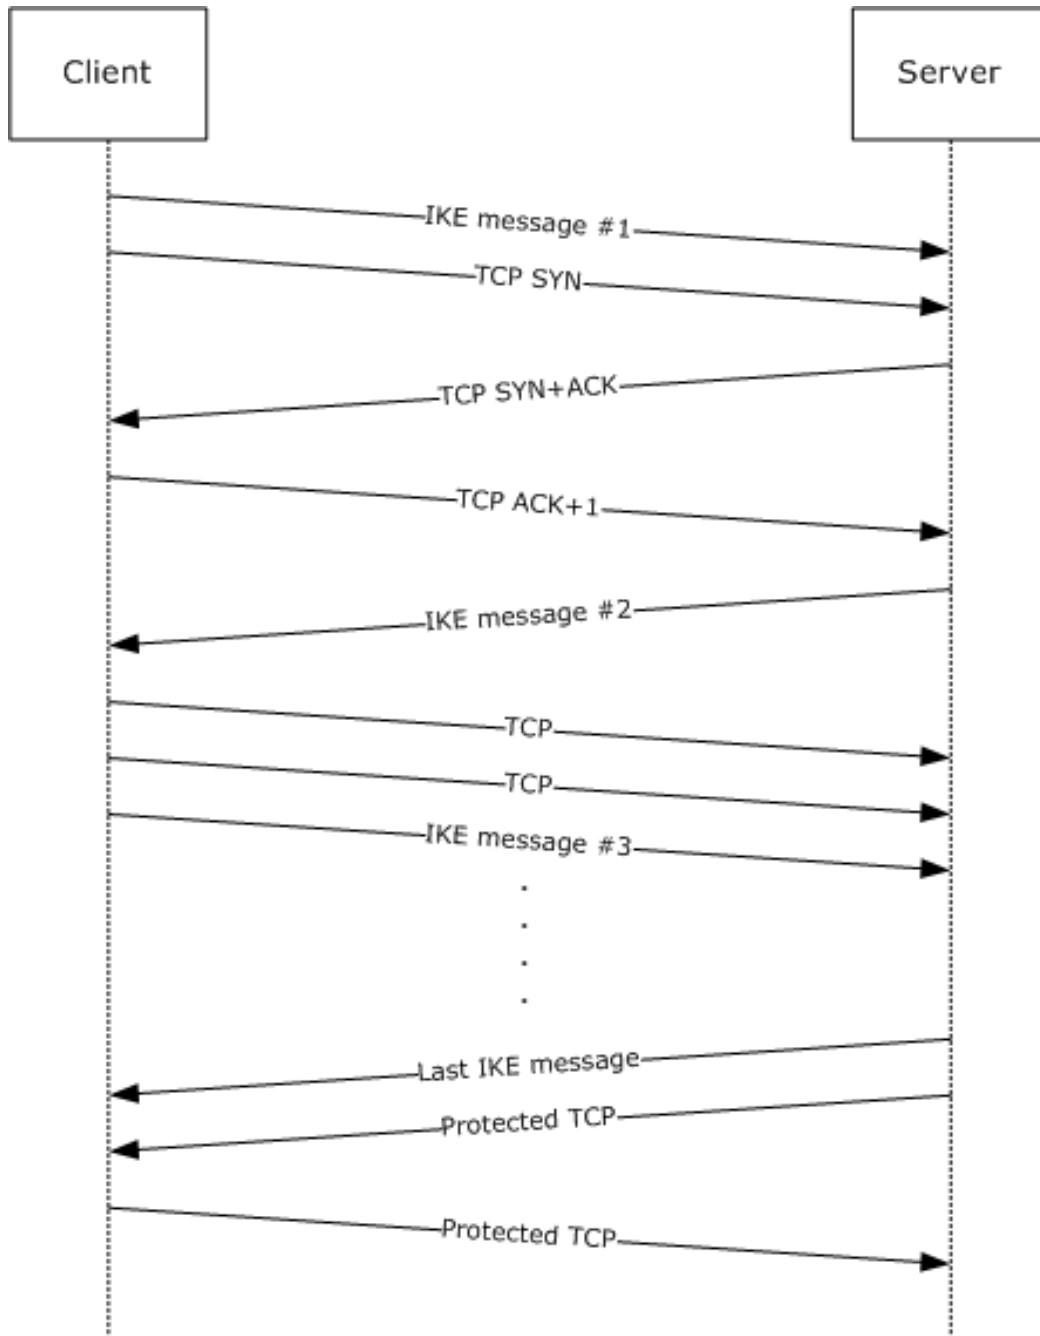 Client
Server
IKE message #1
TCP SYN
TCP SYN+ACK
TCP ACK+1
IKE message #2
TCP
TCP
IKE message #3
Last IKE message
Protected TCP
Protected TCP